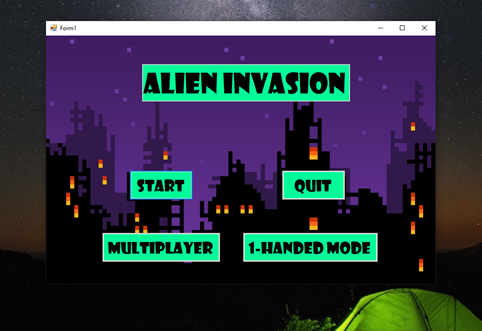 Form1
ALIEN INVASION
START
QUIT
MULTIPLAYER
1-HANDED MODE